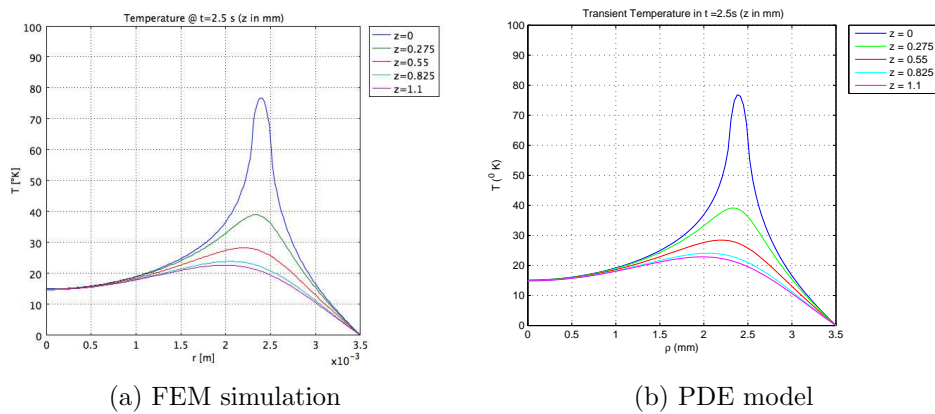 Temperature @ t=2.5 s (z in mm)
100
90
80
70
60
50
40
30
20
10
0
T [°K]
0
0.5
1
1.5
2
2.5
3
3.5
×10⁻³
r [m]
z=0
z=0.275
z=0.55
z=0.825
z=1.1
(a) FEM simulation
Transient Temperature in t =2.5s (z in mm)
100
90
80
70
60
50
40
30
20
10
0
T (⁰ K)
0
0.5
1
1.5
2
2.5
3
3.5
ρ (mm)
z = 0
z = 0.275
z = 0.55
z = 0.825
z = 1.1
(b) PDE model